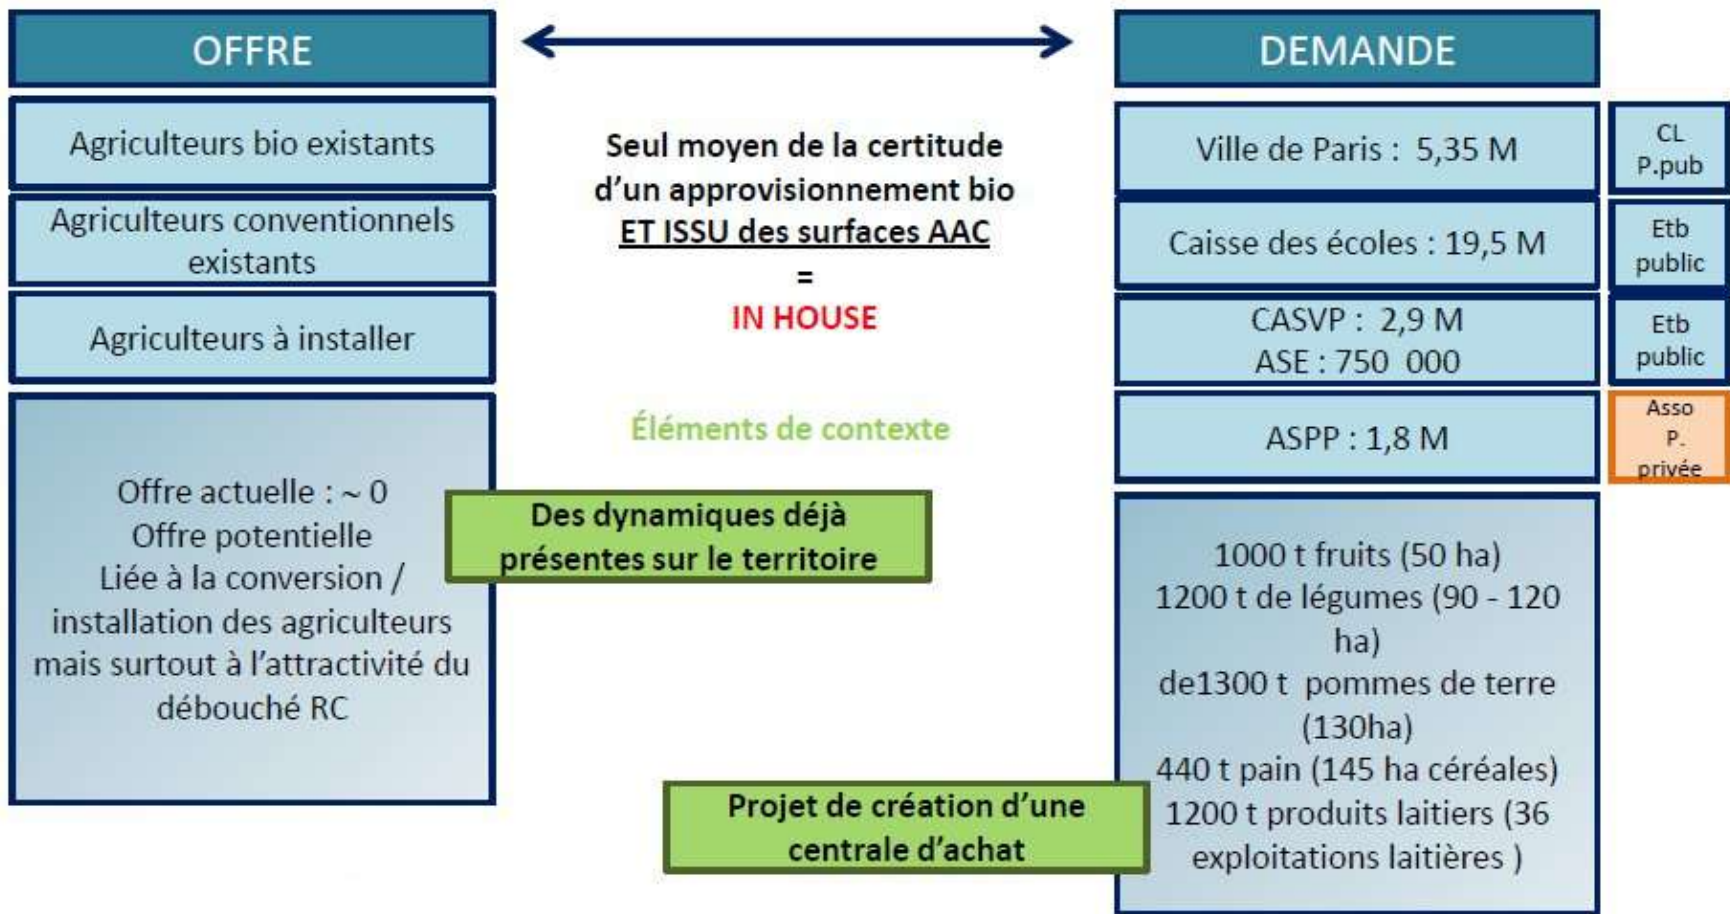 OFFRE
Agriculteurs bio existants
Agriculteurs conventionnels
existants
Agriculteurs à installer
Offre actuelle : ~ 0
Offre potentielle
Liée à la conversion /
installation des agriculteurs
mais surtout à l'attractivité du
débouché RC
Seul moyen de la certitude
d'un approvisionnement bio
ET ISSU des surfaces AAC
=
IN HOUSE
Éléments de contexte
Des dynamiques déjà
présentes sur le territoire
Projet de création d'une
centrale d'achat
DEMANDE
Ville de Paris : 5,35 M
CL
P.pub
Caisse des écoles : 19,5 M
Etb
public
CASVP : 2,9 M
ASE : 750 000
Etb
public
ASPP : 1,8 M
Asso
P.
privée
1000 t fruits (50 ha)
1200 t de légumes (90 - 120
ha)
de1300 t pommes de terre
(130ha)
440 t pain (145 ha céréales)
1200 t produits laitiers (36
exploitations laitières )